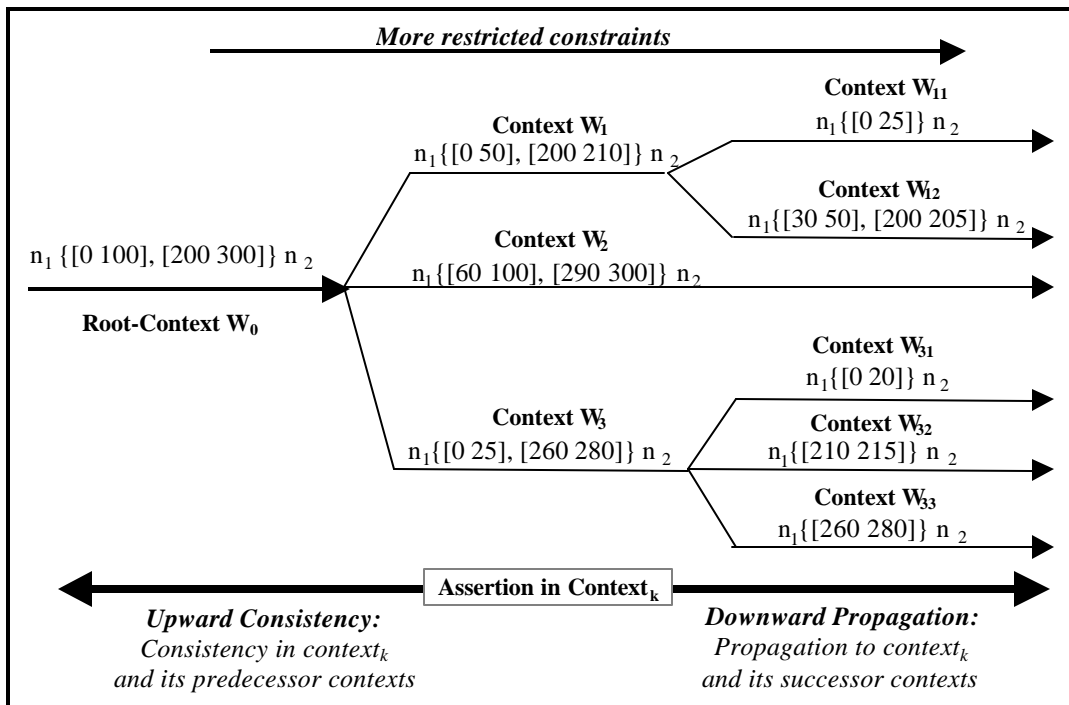 More restricted constraints
Context W₁₁
n₁{[0 25]} n₂
Context W₁
n₁{[0 50], [200 210]} n₂
Context W₁₂
n₁{[30 50], [200 205]} n₂
n₁ {[0 100], [200 300]} n₂
Context W₂
n₁{[60 100], [290 300]} n₂
Root-Context W₀
Context W₃₁
n₁{[0 20]} n₂
Context W₃
n₁{[0 25], [260 280]} n₂
Context W₃₂
n₁{[210 215]} n₂
Context W₃₃
n₁{[260 280]} n₂
Assertion in Contextₖ
Upward Consistency:
Consistency in contextₖ
and its predecessor contexts
Downward Propagation:
Propagation to contextₖ
and its successor contexts